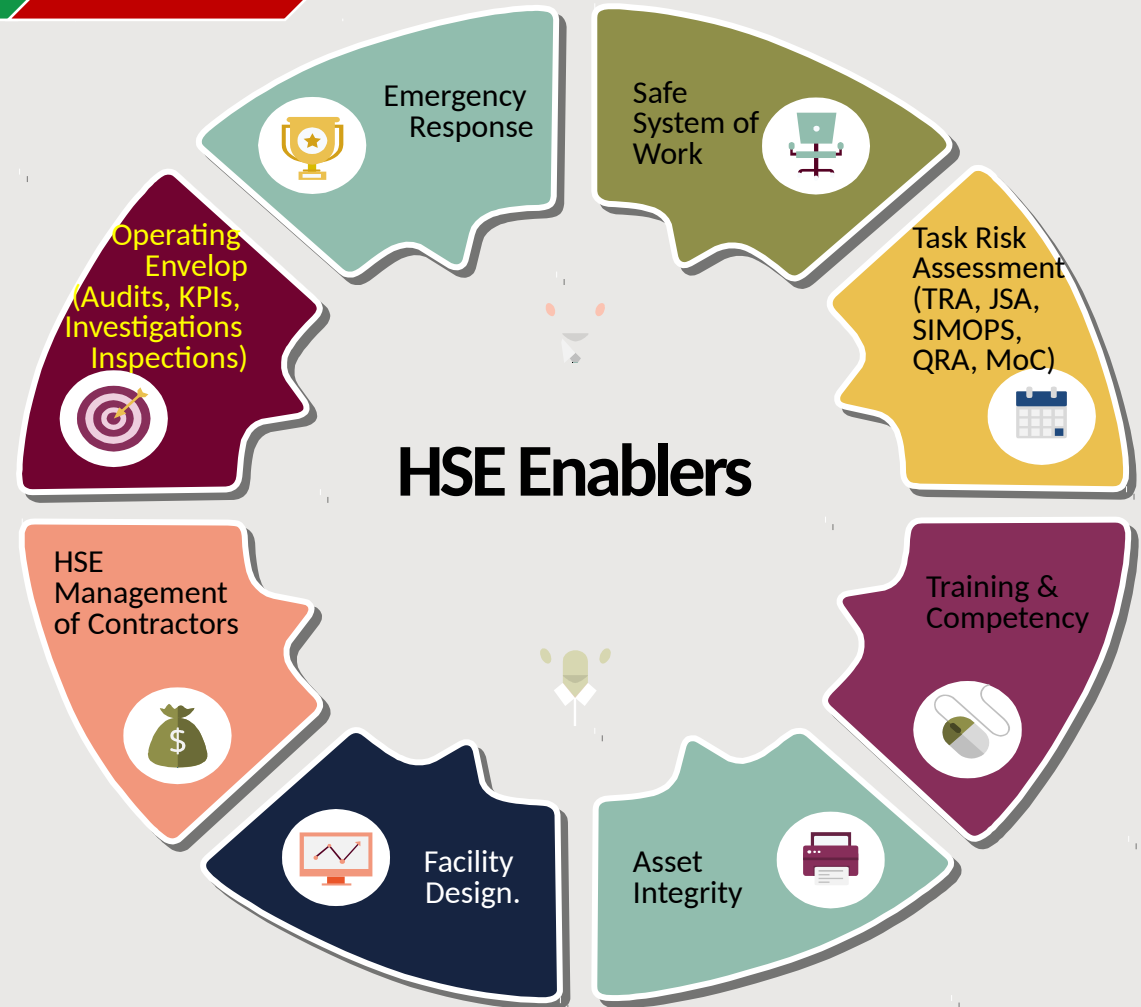 Emergency
Response
Safe
System of
Work
Operating
Envelop
(Audits, KPIs,
Investigations
Inspections)
Task Risk
Assessment
(TRA, JSA,
SIMOPS,
QRA, MoC)
HSE Enablers
HSE
Management
of Contractors
$
Training &
Competency
Facility
Design.
Asset
Integrity